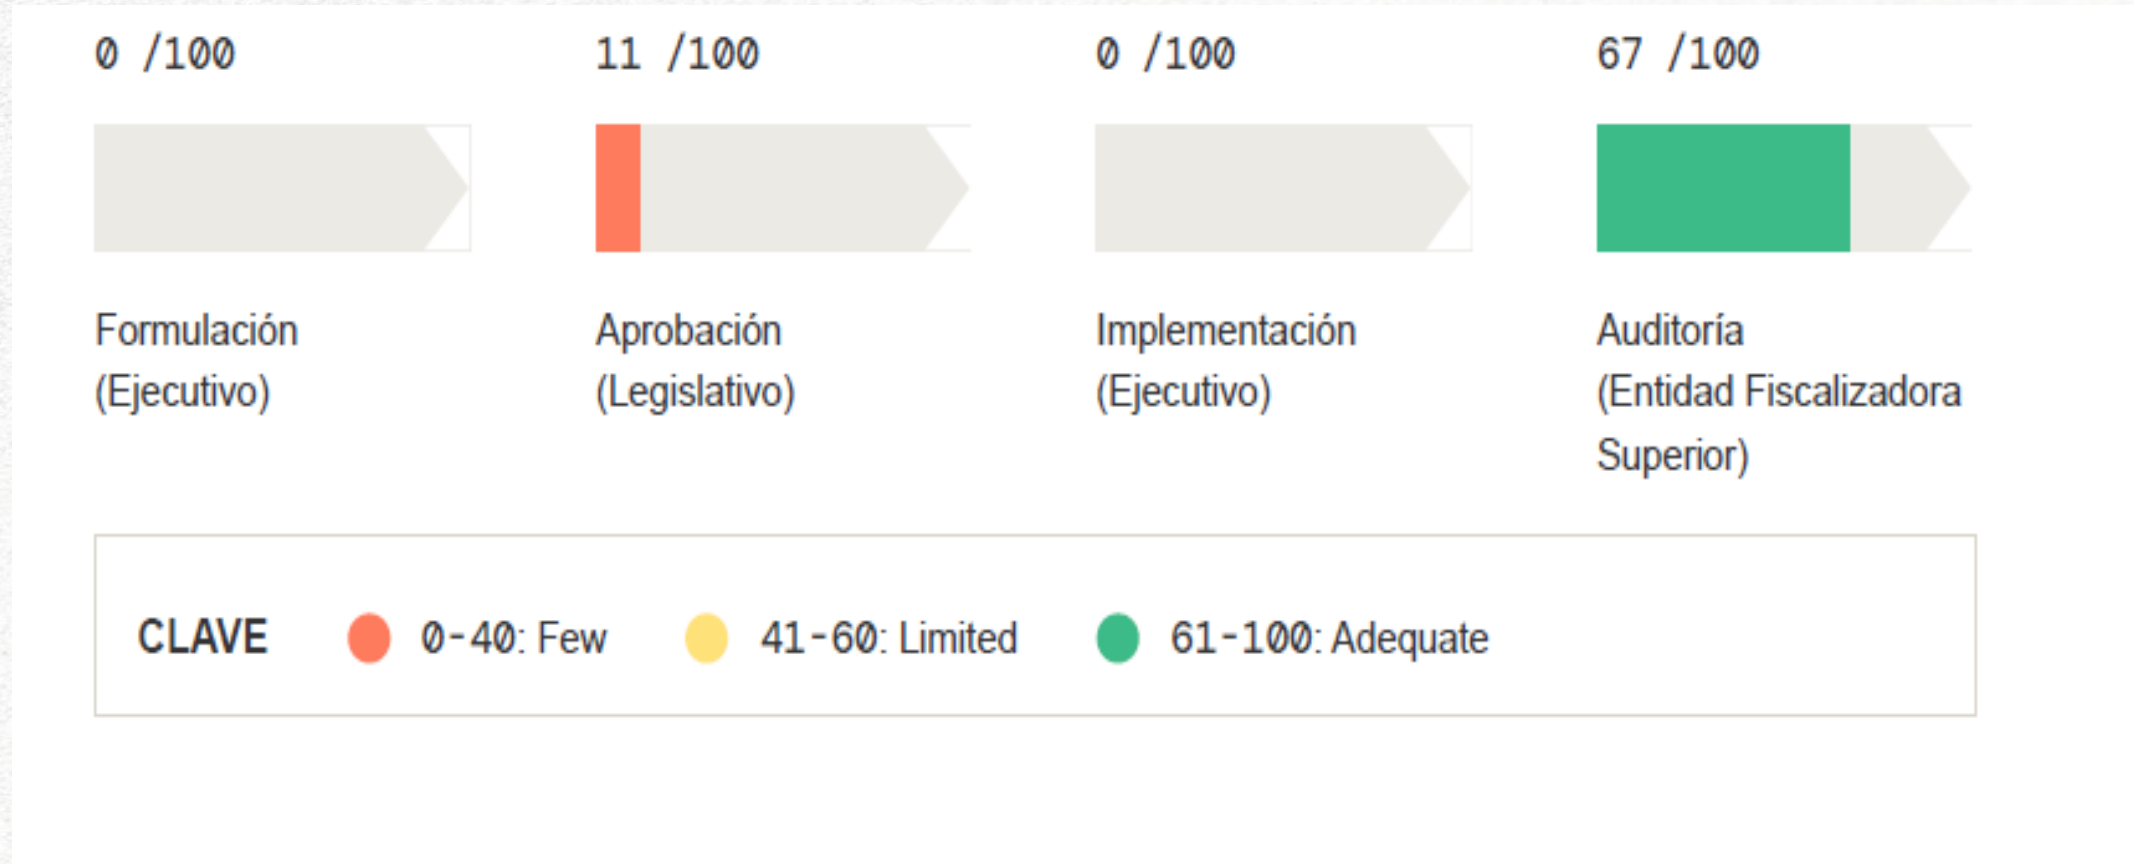 0 /100
11 /100
0 /100
67 /100
Formulación
(Ejecutivo)
Aprobación
(Legislativo)
Implementación
(Ejecutivo)
Auditoría
(Entidad Fiscalizadora
Superior)
CLAVE 0-40: Few 41-60: Limited 61-100: Adequate